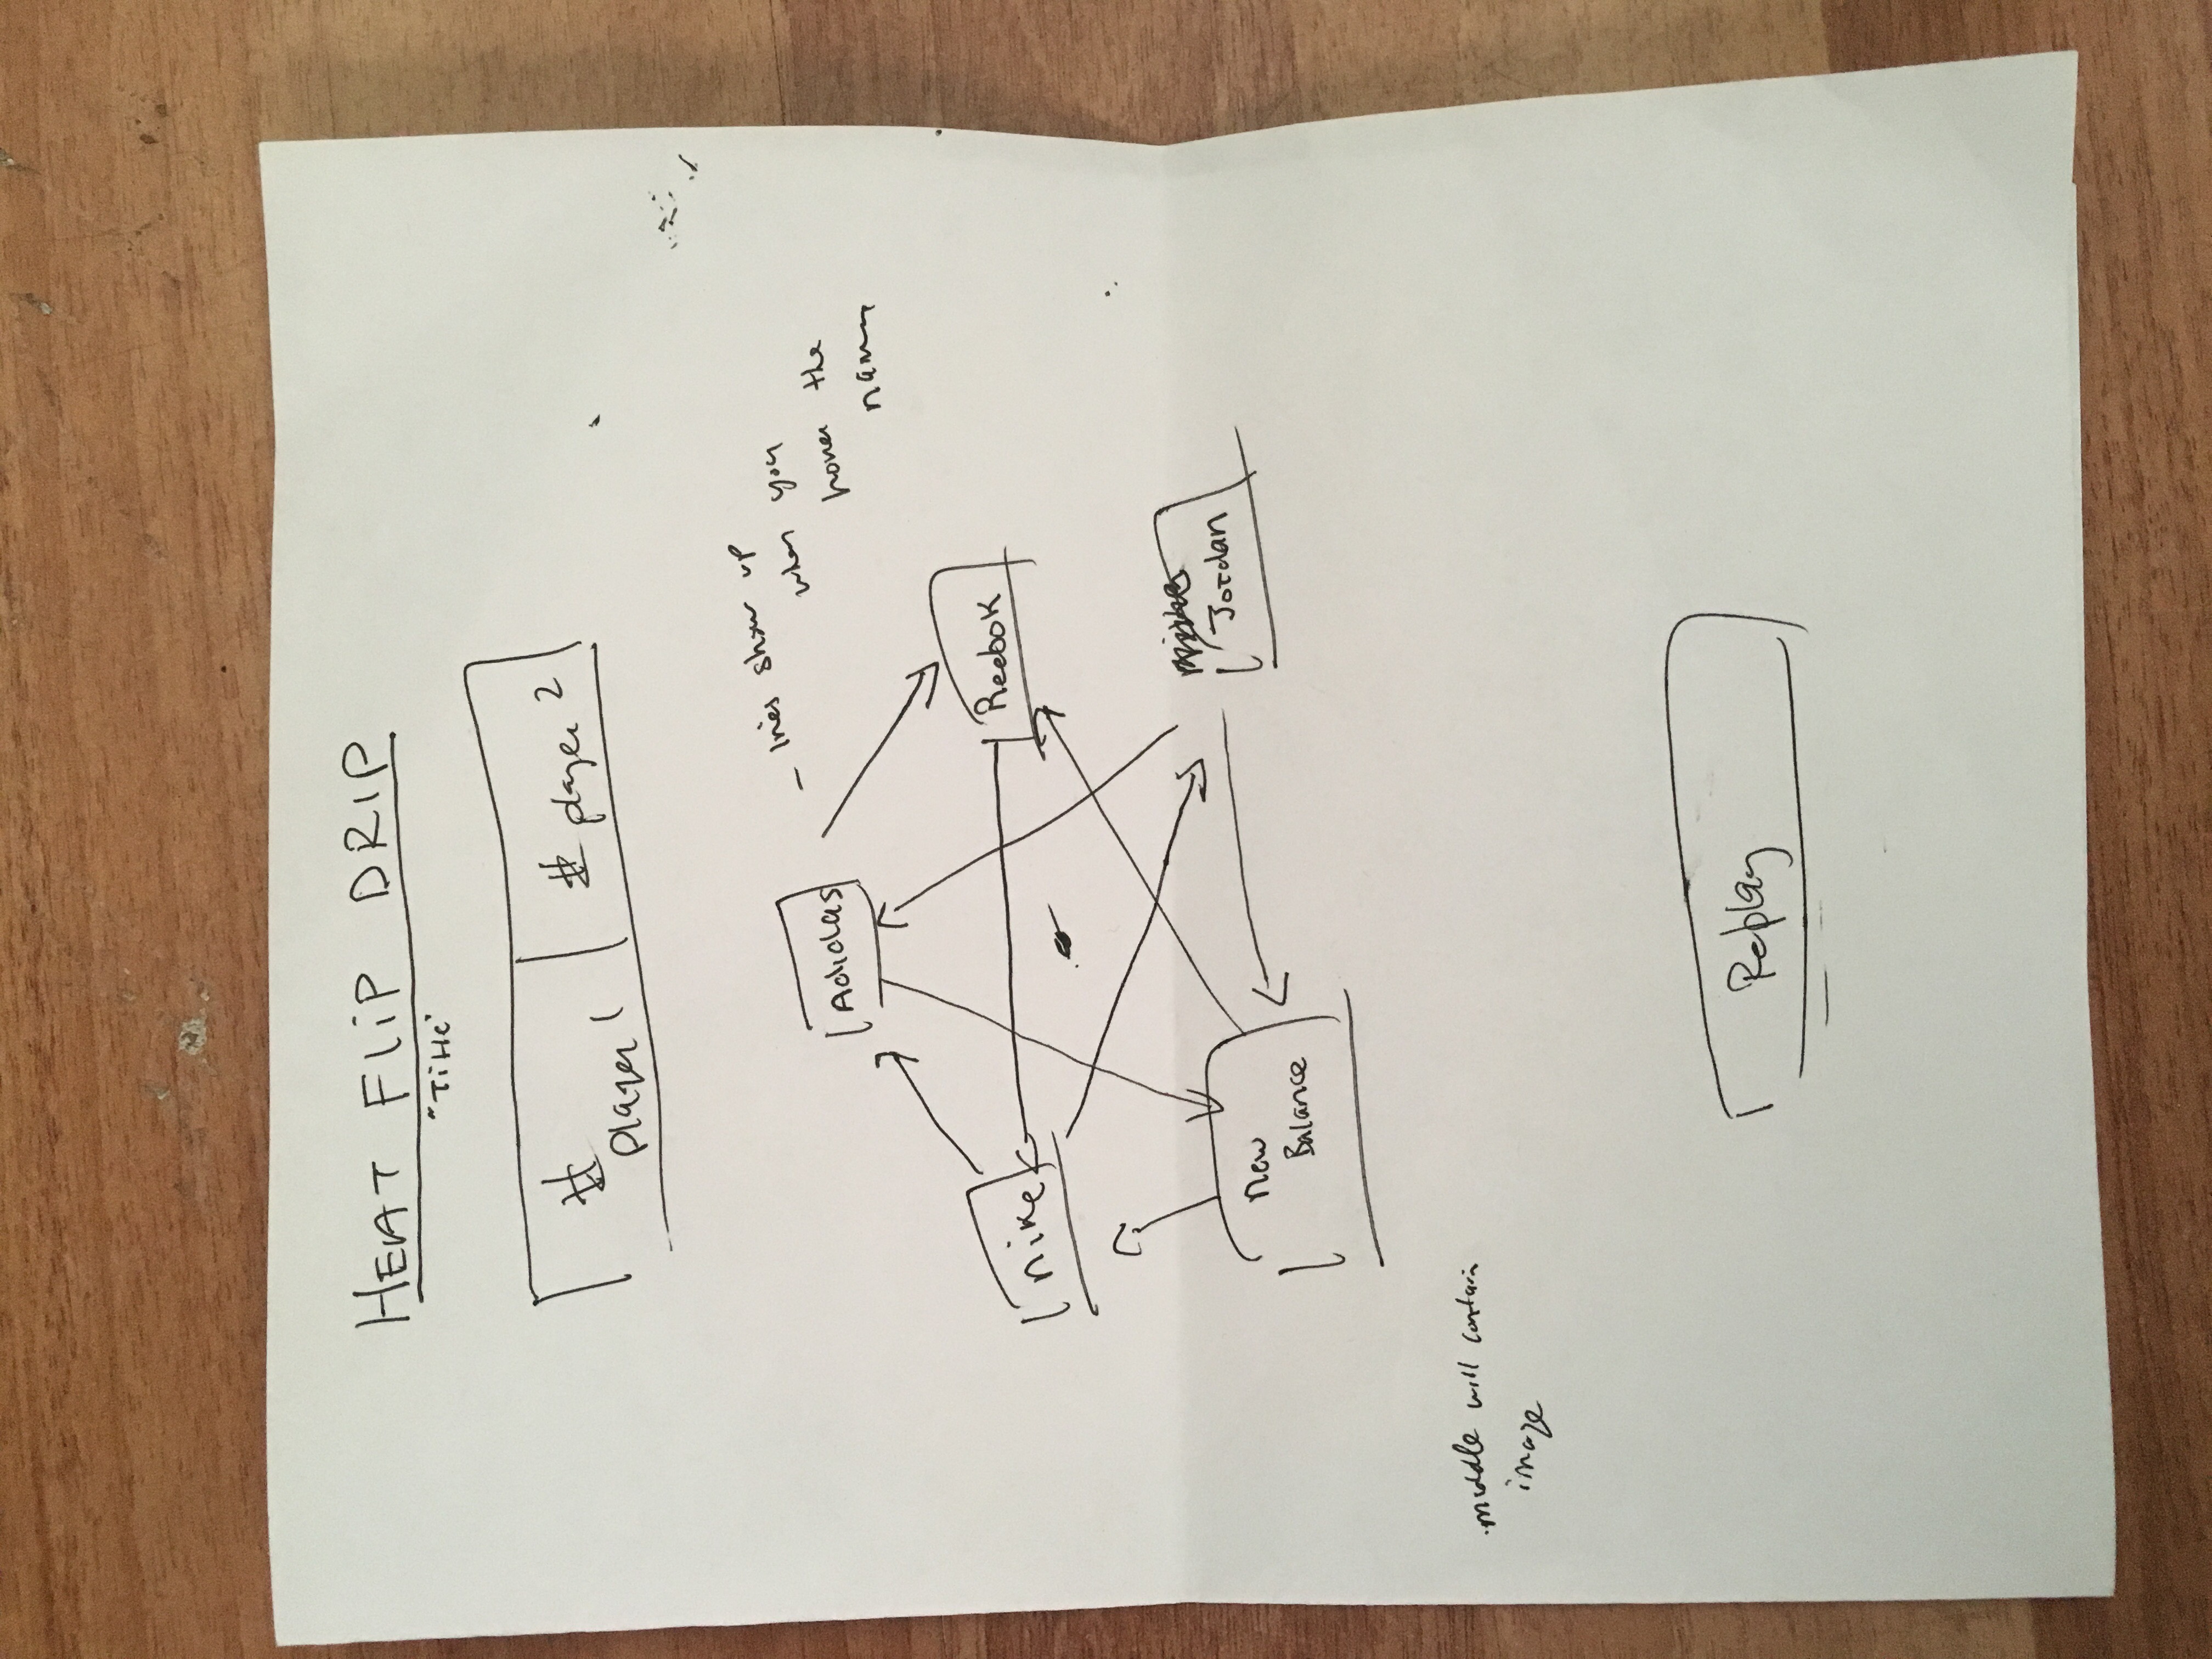 HEAT FLIP DRIP
"Title"
#
player 1
# player 2
- lines show up
when you
hover the
name
Adidas
Reebok
nike
Jordan
new
Balance
middle will contain
image
Replay